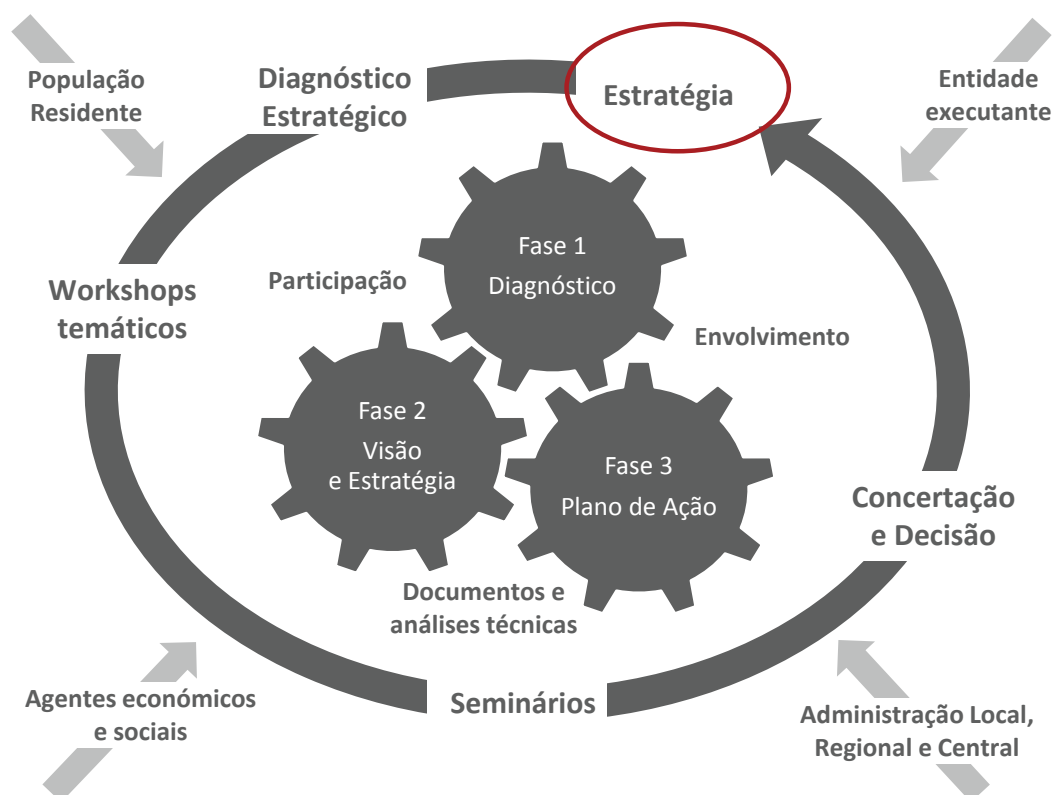 População
Residente
Diagnóstico
Estratégico
Estratégia
Entidade
executante
Fase 1
Diagnóstico
Participação
Workshops
temáticos
Envolvimento
Fase 2
Visão
e Estratégia
Fase 3
Plano de Ação
Concertação
e Decisão
Documentos e
análises técnicas
Agentes económicos
e sociais
Seminários
Administração Local,
Regional e Central